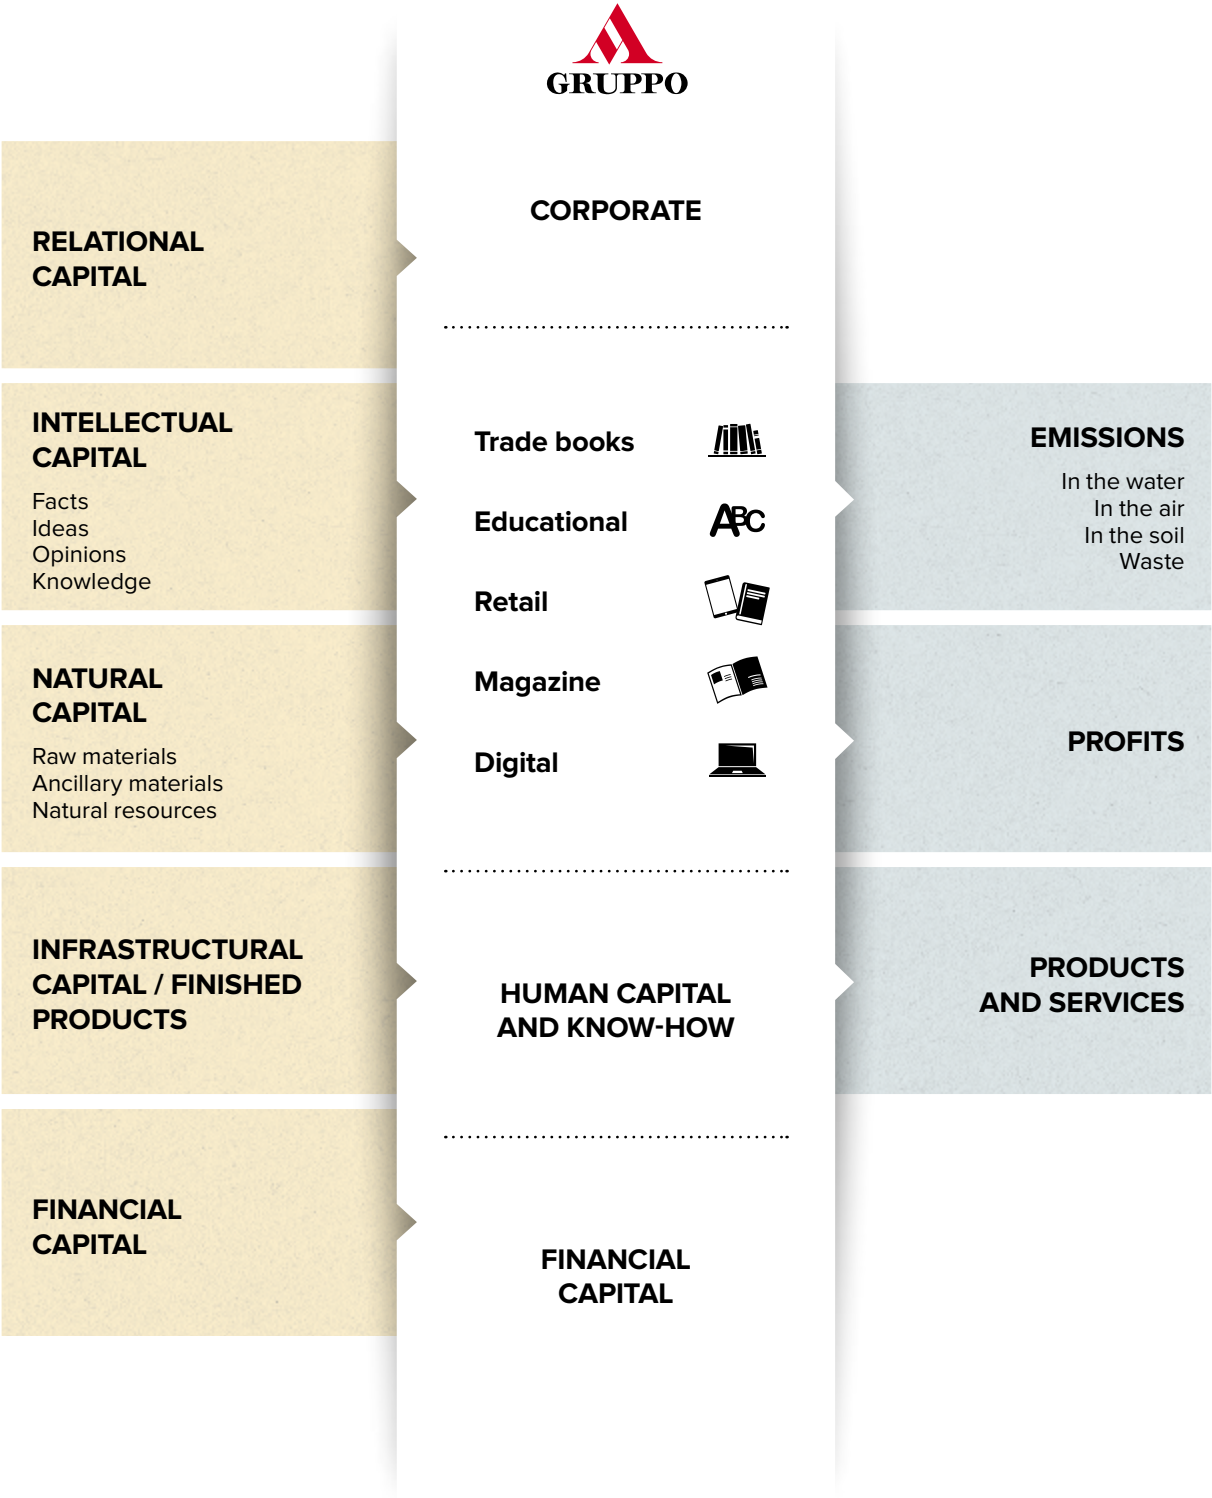 GRUPPO
RELATIONAL
CAPITAL
INTELLECTUAL
CAPITAL
Facts
Ideas
Opinions
Knowledge
NATURAL
CAPITAL
Raw materials
Ancillary materials
Natural resources
INFRASTRUCTURAL
CAPITAL / FINISHED
PRODUCTS
FINANCIAL
CAPITAL
CORPORATE
Trade books
Educational
ABC
Retail
Magazine
Digital
HUMAN CAPITAL
AND KNOW-HOW
FINANCIAL
CAPITAL
EMISSIONS
In the water
In the air
In the soil
Waste
PROFITS
PRODUCTS
AND SERVICES